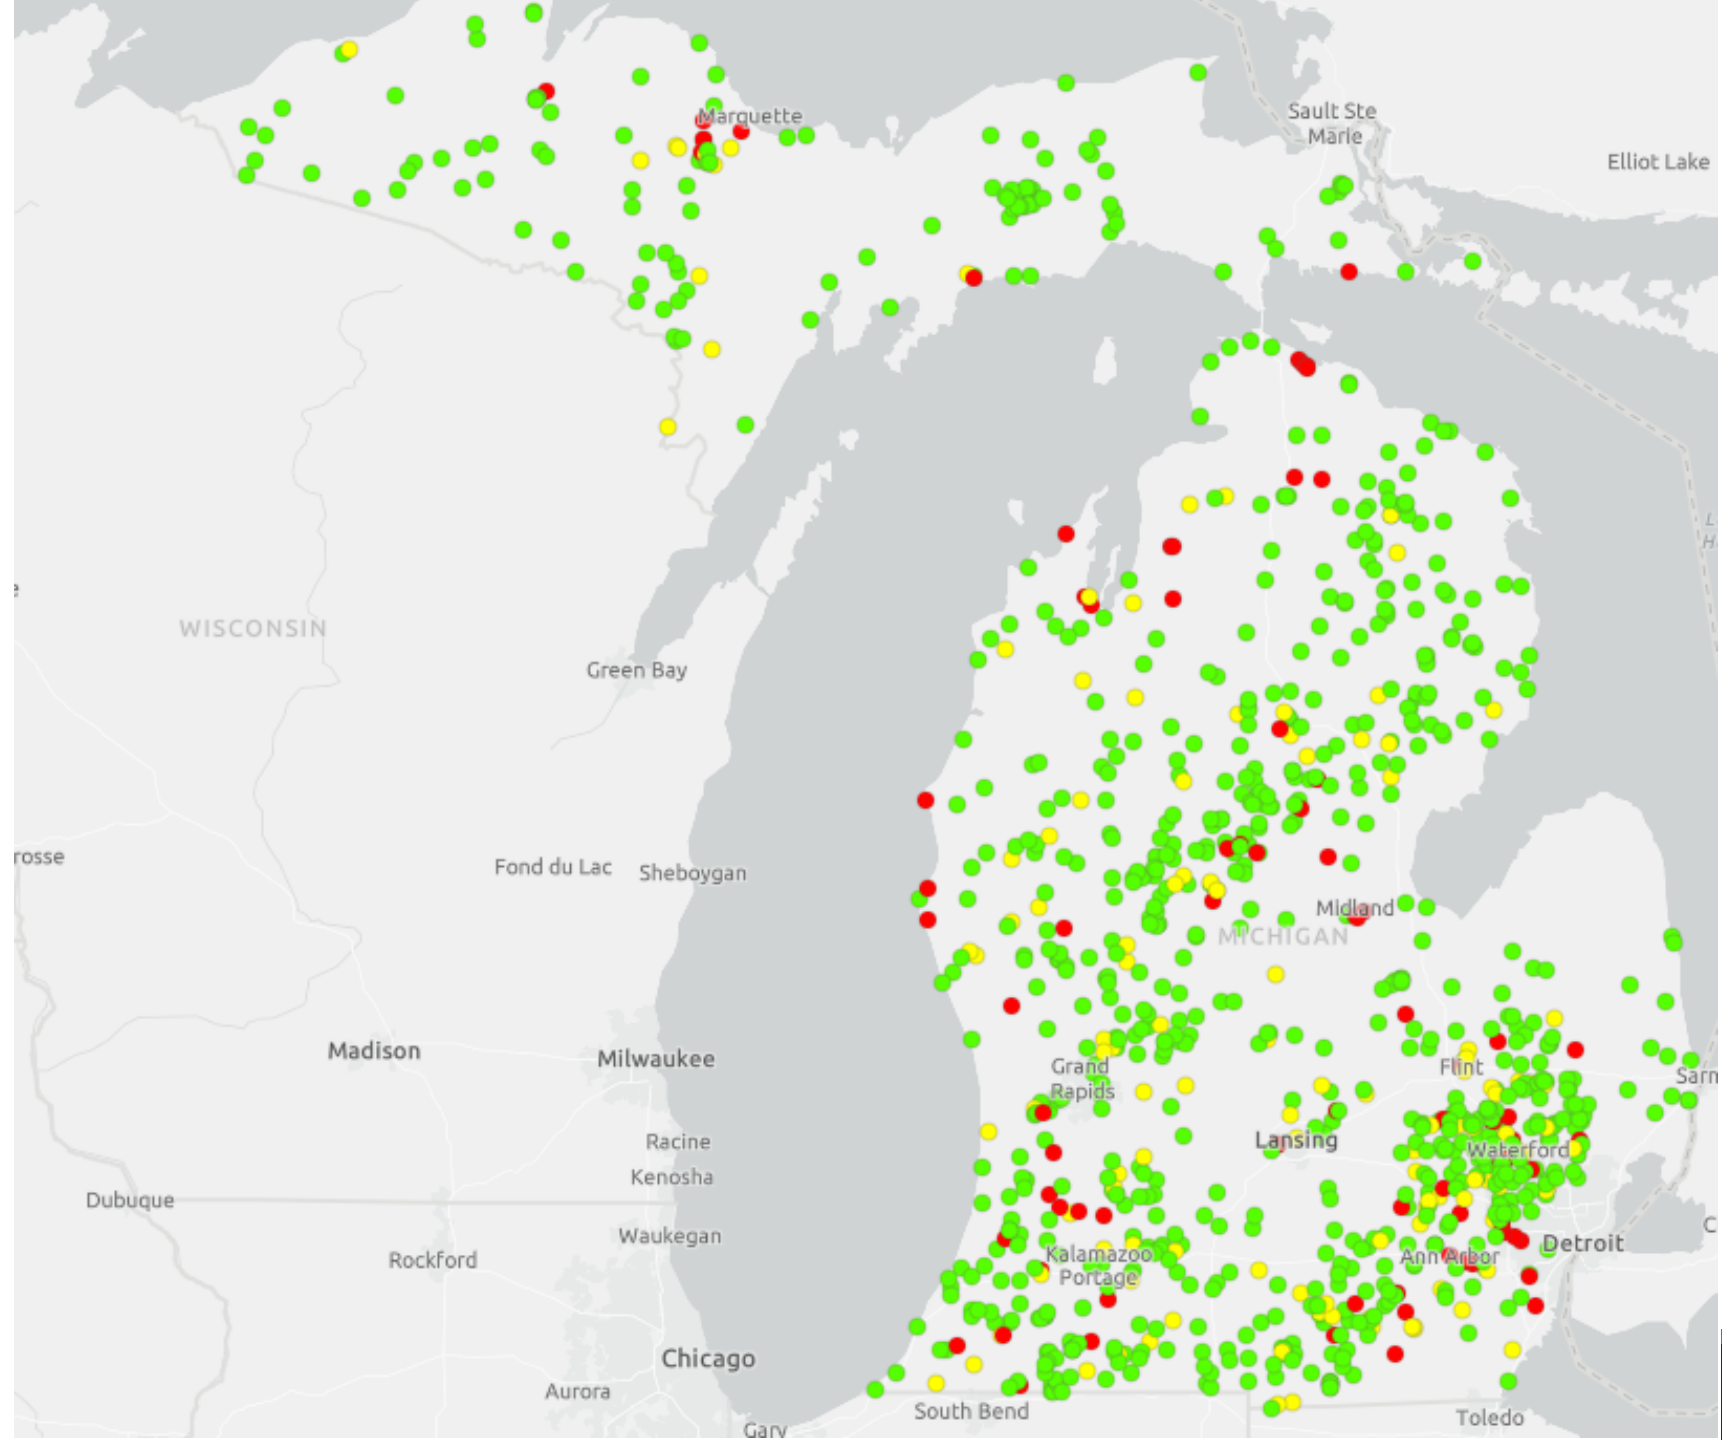 Marquette
Sault Ste
Marie
Elliot Lake
WISCONSIN
Green Bay
Fond du Lac
Sheboygan
Midland
MICHIGAN
Madison
Milwaukee
Grand
Rapids
Flint
Racine
Lansing
Waterford
Kenosha
Dubuque
Waukegan
Detroit
Rockford
Kalamazoo
Portage
Ann Arbor
Chicago
Aurora
South Bend
Toledo
Gary